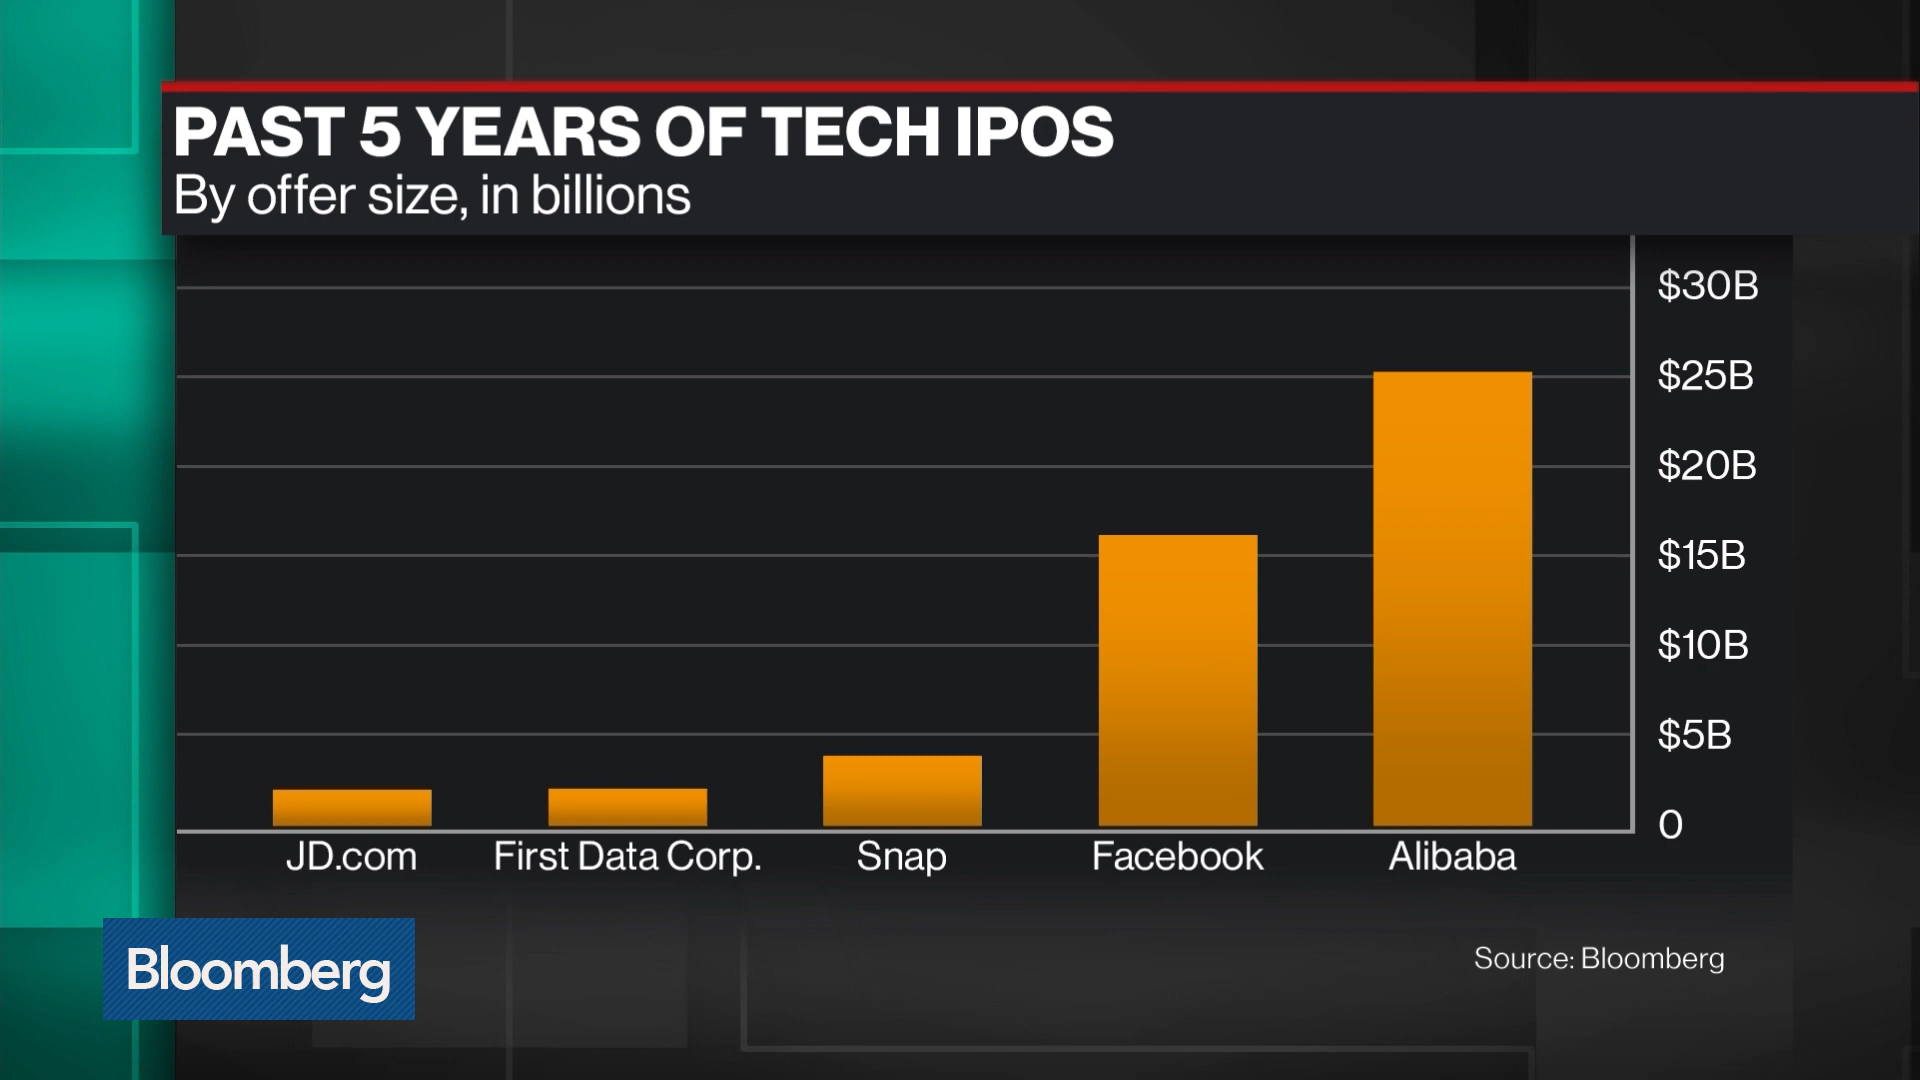 PAST 5 YEARS OF TECH IPOS
By offer size, in billions
$30B
$25B
$20B
$15B
$10B
$5B
0
JD.com First Data Corp. Snap Facebook Alibaba
Bloomberg
Source: Bloomberg